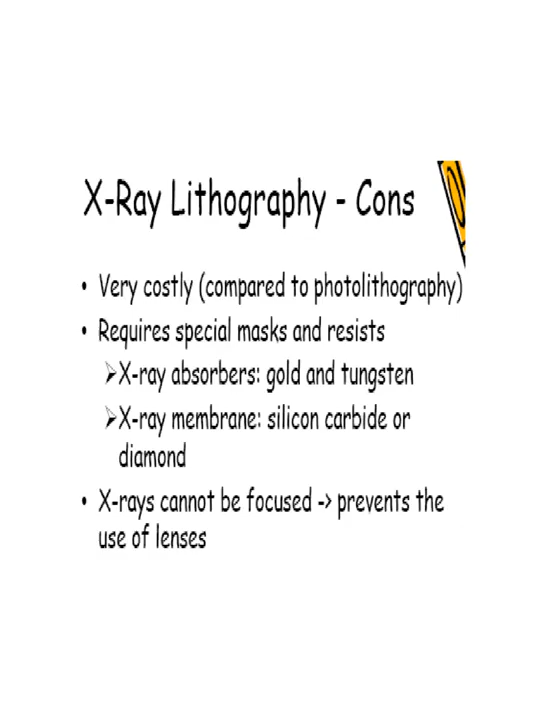 X-Ray Lithography - Cons
• Very costly (compared to photolithography)
• Requires special masks and resists
➢X-ray absorbers: gold and tungsten
➢X-ray membrane: silicon carbide or
diamond
• X-rays cannot be focused -> prevents the
use of lenses